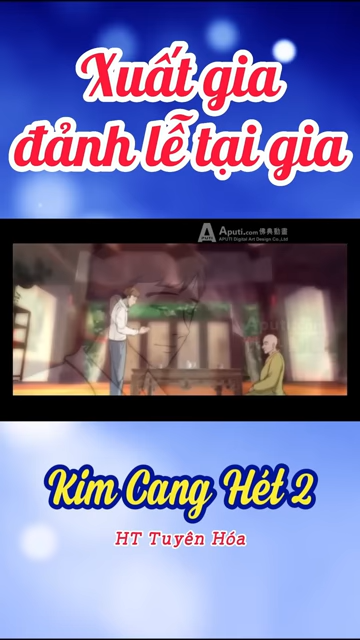 Xuất gia
đảnh lễ tại gia
Aputi.com 佛典動畫
APUTI Digital Art Design Co.,Ltd
Kim Cang Hét 2
HT Tuyên Hóa